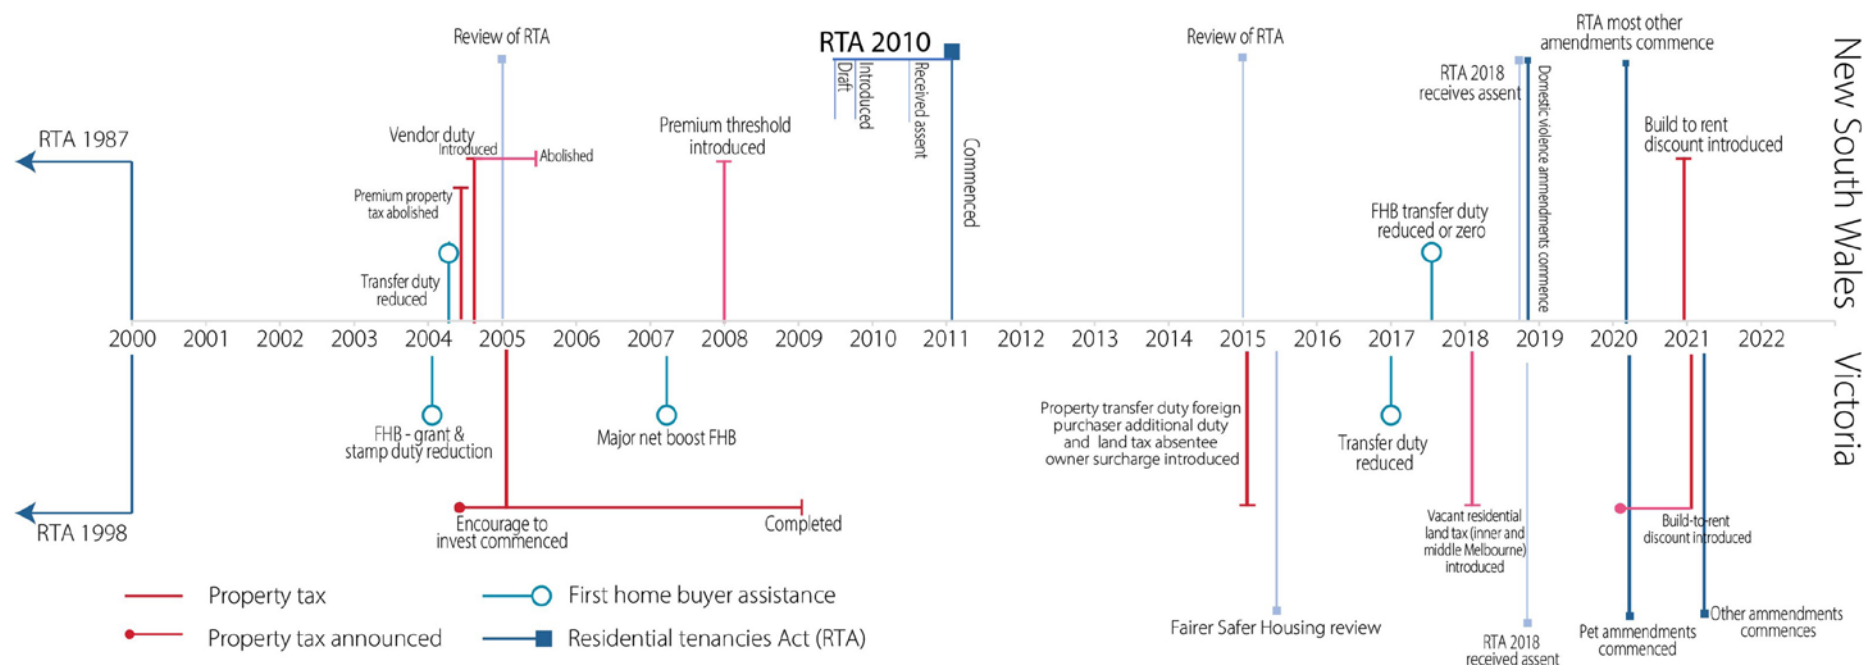 Review of RTA
RTA 2010
Draft
Introduced
Received assent
Commenced
Review of RTA
RTA 2018
receives assent
Domestic violence ammendments commence
RTA most other
amendments commence
New South Wales
RTA 1987
Vendor duty
Introduced
Abolished
Premium threshold
introduced
Build to rent
discount introduced
Premium property
tax abolished
FHB transfer duty
reduced or zero
Transfer duty
reduced
2000 2001 2002 2003 2004 2005 2006 2007 2008 2009 2010 2011 2012 2013 2014 2015 2016 2017 2018 2019 2020 2021 2022
Victoria
FHB - grant &
stamp duty reduction
Major net boost FHB
Property transfer duty foreign
purchaser additional duty
and land tax absentee
owner surcharge introduced
Transfer duty
reduced
RTA 1998
Encourage to
invest commenced
Completed
Vacant residential
land tax (inner and
middle Melbourne)
introduced
Build-to-rent
discount introduced
Fairer Safer Housing review
RTA 2018
received assent
Pet ammendments
commenced
Other ammendments
commences
Property tax
First home buyer assistance
Property tax announced
Residential tenancies Act (RTA)